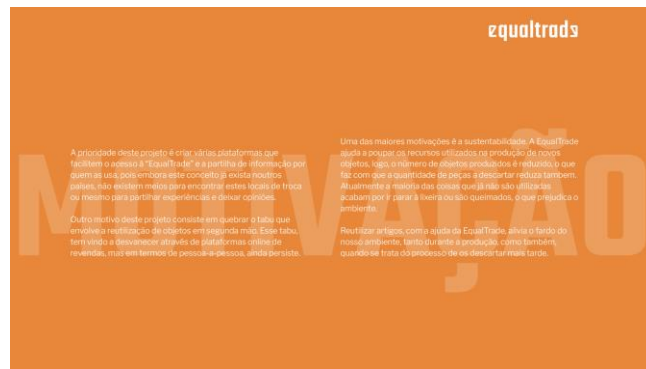 equaltrade
MOTIVAÇÃO
A prioridade deste projeto é criar várias plataformas que
facilitem o acesso à "EqualTrade" e a partilha de informação por
quem as usa, pois embora este conceito já exista noutros
países, não existem meios para encontrar estes locais de troca
ou mesmo para partilhar experiências e deixar opiniões.
Outro motivo deste projeto consiste em quebrar o tabu que
envolve a reutilização de objetos em segunda mão. Esse tabu,
tem vindo a desvanecer através de plataformas online de
revendas, mas em termos de pessoa-a-pessoa, ainda persiste.
Uma das maiores motivações é a sustentabilidade. A EqualTrade
ajuda a poupar os recursos utilizados na produção de novos
objetos, logo, o número de objetos produzidos é reduzido, o que
faz com que a quantidade de peças a descartar reduza tambem.
Atualmente a maioria das coisas que já não são utilizadas
acabam por ir parar à lixeira ou são queimados, o que prejudica o
ambiente.
Reutilizar artigos, com a ajuda da EqualTrade, alivia o fardo do
nosso ambiente, tanto durante a produção, como também,
quando se trata do processo de os descartar mais tarde.